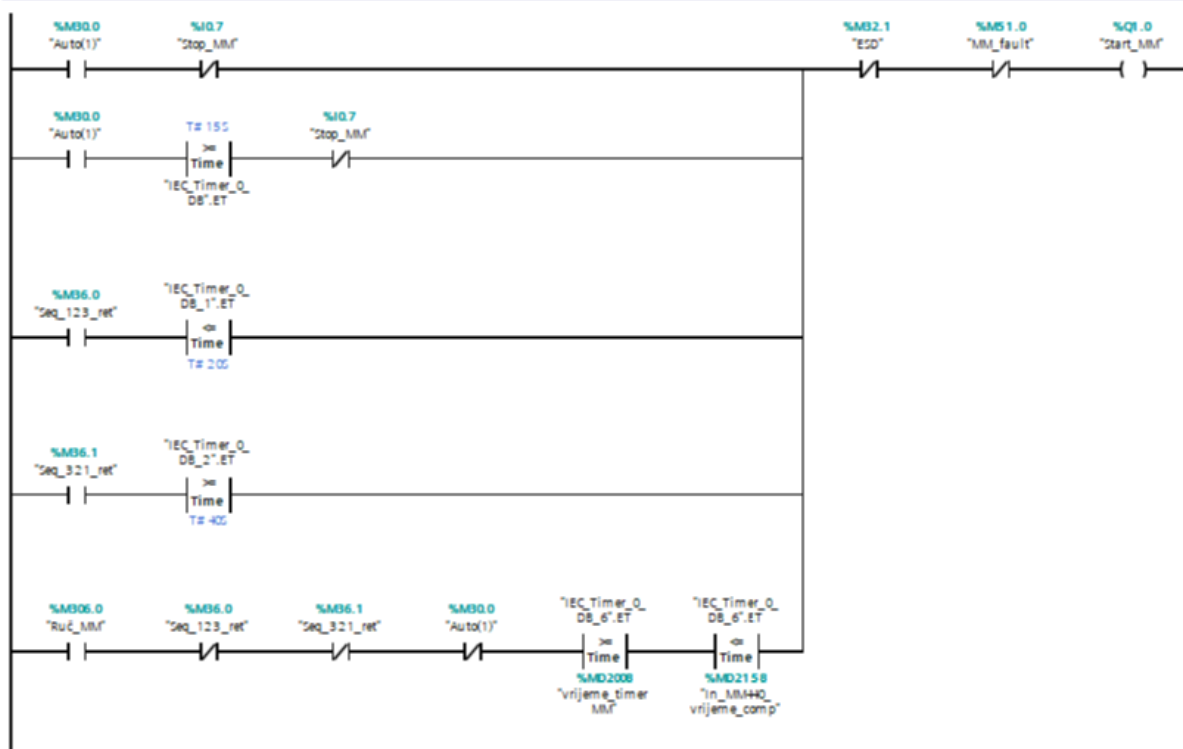 %M30.0
"Auto(1)"
%I0.7
"Stop_MM"
%M32.1
"ESD"
%M51.0
"MM_fault"
%Q1.0
"Start_MM"
%M30.0
"Auto(1)"
T# 15S
>=
Time
"IEC_Timer_0_
DB".ET
%I0.7
"Stop_MM"
%M36.0
"Seq_123_ret"
"IEC_Timer_0_
DB_1".ET
<=
Time
T# 20S
%M36.1
"Seq_321_ret"
"IEC_Timer_0_
DB_2".ET
>=
Time
T# 40S
%M306.0
"Ruč_MM"
%M36.0
"Seq_123_ret"
%M36.1
"Seq_321_ret"
%M30.0
"Auto(1)"
"IEC_Timer_0_
DB_6".ET
>=
Time
%MD2008
"vrijeme_timer
MM"
"IEC_Timer_0_
DB_6".ET
<=
Time
%MD2158
vrijeme_comp"